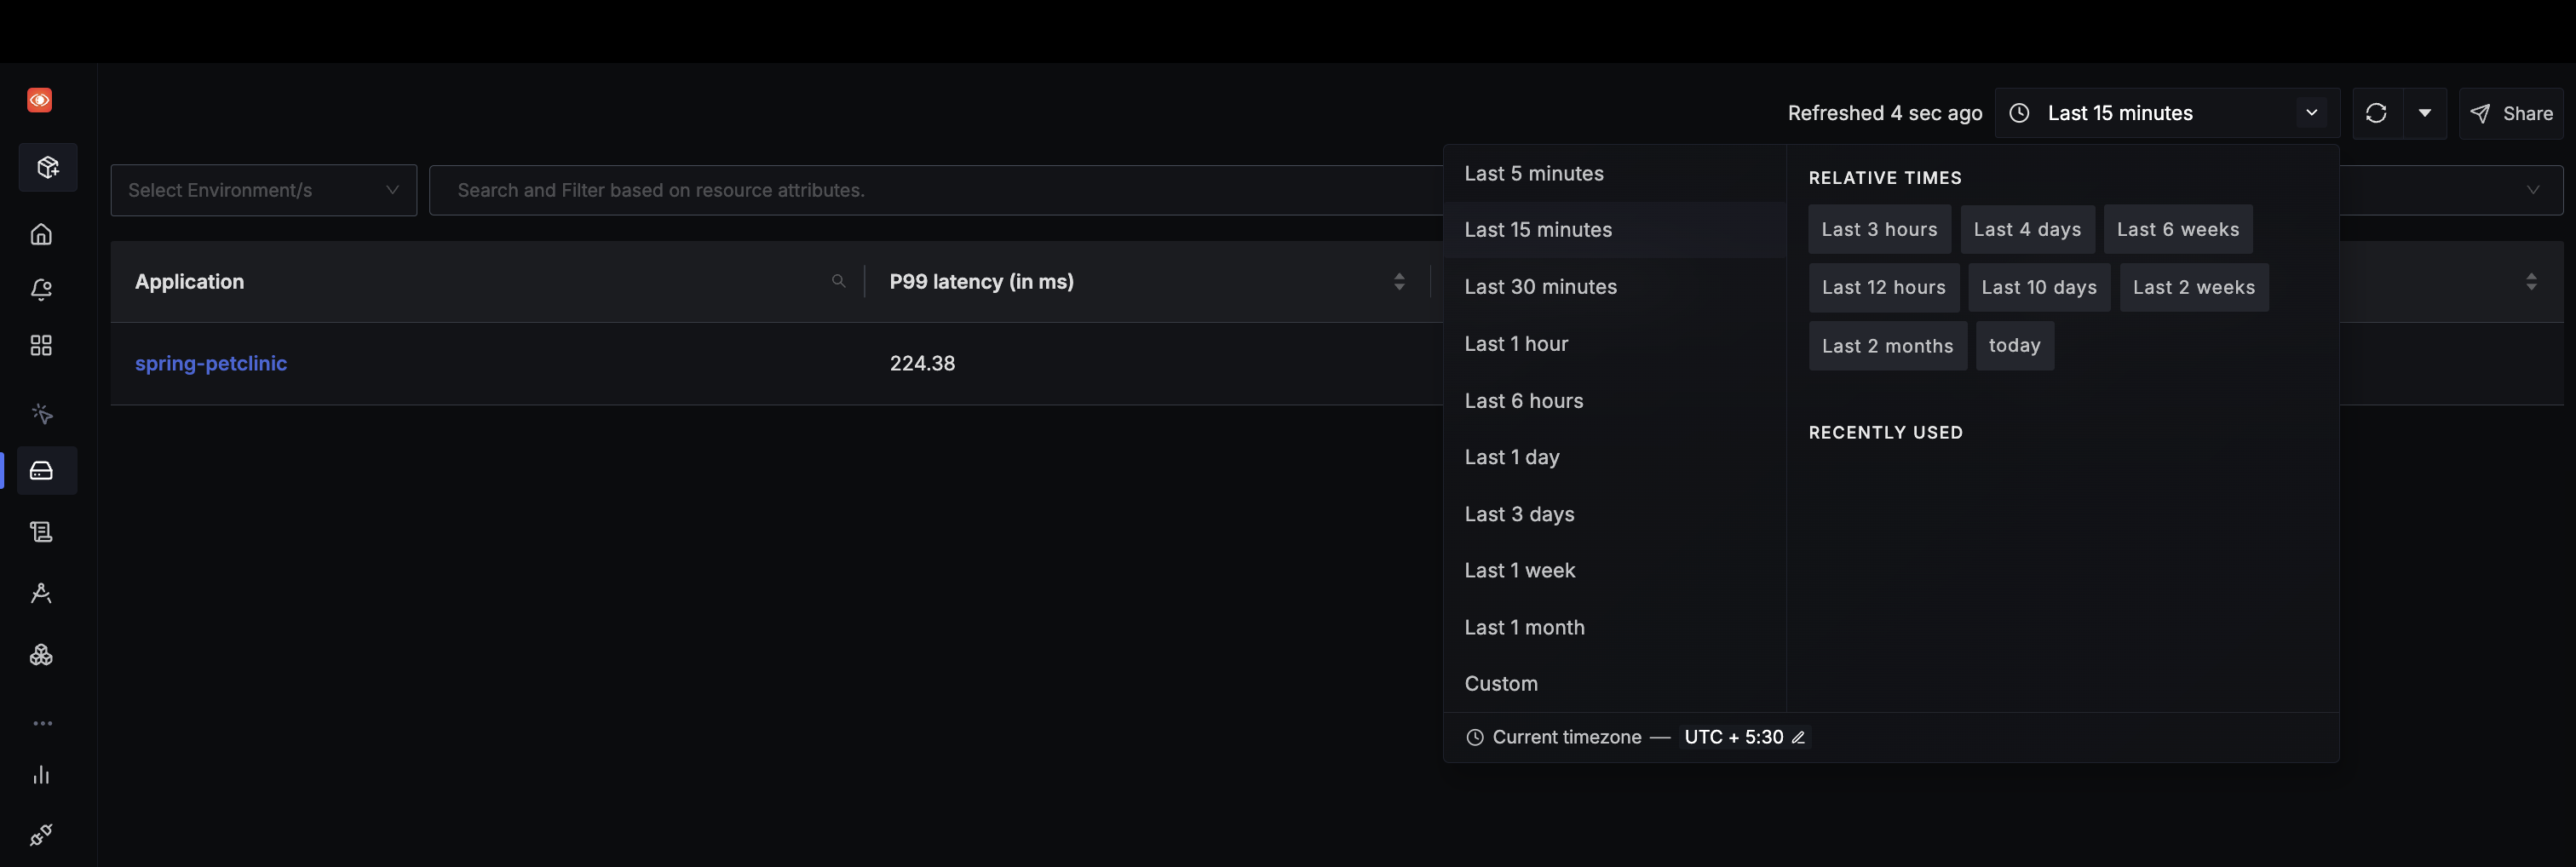 Refreshed 4 sec ago
Last 15 minutes
Share
Select Environment/s
Search and Filter based on resource attributes.
Application
P99 latency (in ms)
spring-petclinic
224.38
Last 5 minutes
Last 15 minutes
Last 30 minutes
Last 1 hour
Last 6 hours
Last 1 day
Last 3 days
Last 1 week
Last 1 month
Custom
RELATIVE TIMES
Last 3 hours
Last 4 days
Last 6 weeks
Last 12 hours
Last 10 days
Last 2 weeks
Last 2 months
today
RECENTLY USED
Current timezone — UTC + 5:30